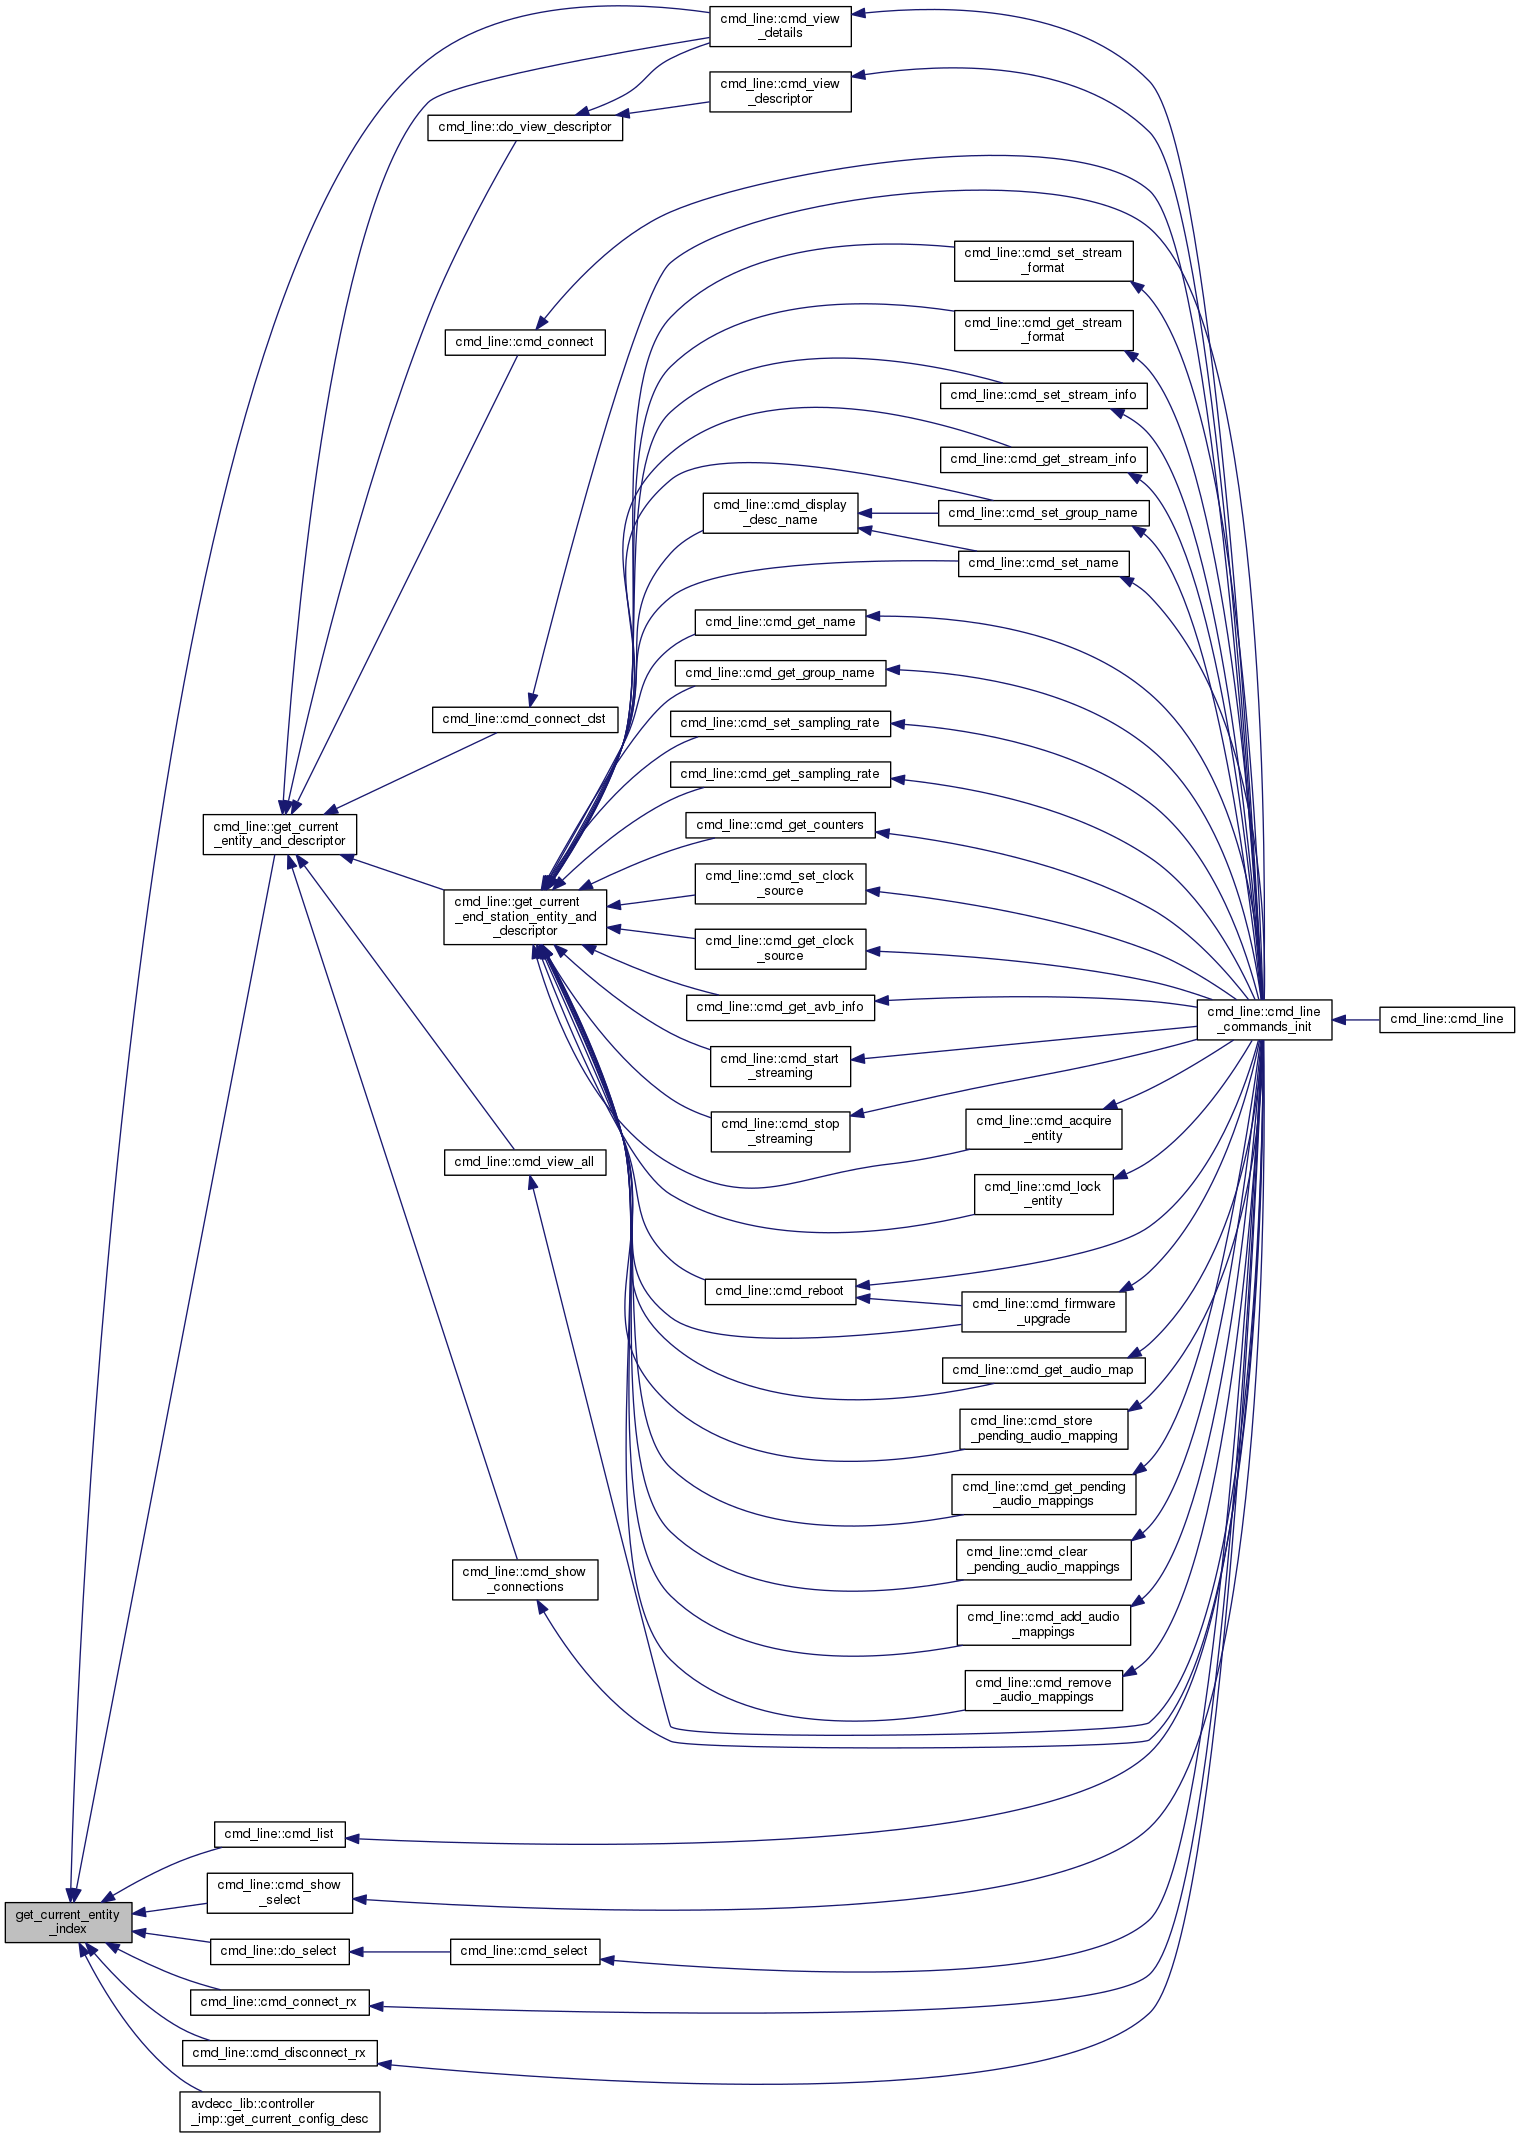 cmd_line::cmd_view
_details
cmd_line::cmd_view
_descriptor
cmd_line::do_view_descriptor
cmd_line::cmd_set_stream
_format
cmd_line::cmd_get_stream
_format
cmd_line::cmd_connect
cmd_line::cmd_set_stream_info
cmd_line::cmd_get_stream_info
cmd_line::cmd_display
_desc_name
cmd_line::cmd_set_group_name
cmd_line::cmd_set_name
cmd_line::cmd_get_name
cmd_line::cmd_get_group_name
cmd_line::cmd_connect_dst
cmd_line::cmd_set_sampling_rate
cmd_line::cmd_get_sampling_rate
cmd_line::get_current
_entity_and_descriptor
cmd_line::cmd_get_counters
cmd_line::cmd_set_clock
_source
cmd_line::get_current
_end_station_entity_and
_descriptor
cmd_line::cmd_get_clock
_source
cmd_line::cmd_get_avb_info
cmd_line::cmd_line
_commands_init
cmd_line::cmd_line
cmd_line::cmd_start
_streaming
cmd_line::cmd_stop
_streaming
cmd_line::cmd_acquire
_entity
cmd_line::cmd_view_all
cmd_line::cmd_lock
_entity
cmd_line::cmd_reboot
cmd_line::cmd_firmware
_upgrade
cmd_line::cmd_get_audio_map
cmd_line::cmd_store
_pending_audio_mapping
cmd_line::cmd_get_pending
_audio_mappings
cmd_line::cmd_clear
_pending_audio_mappings
cmd_line::cmd_show
_connections
cmd_line::cmd_add_audio
_mappings
cmd_line::cmd_remove
_audio_mappings
cmd_line::cmd_list
cmd_line::cmd_show
_select
get_current_entity
_index
cmd_line::do_select
cmd_line::cmd_select
cmd_line::cmd_connect_rx
cmd_line::cmd_disconnect_rx
avdecc_lib::controller
_imp::get_current_config_desc